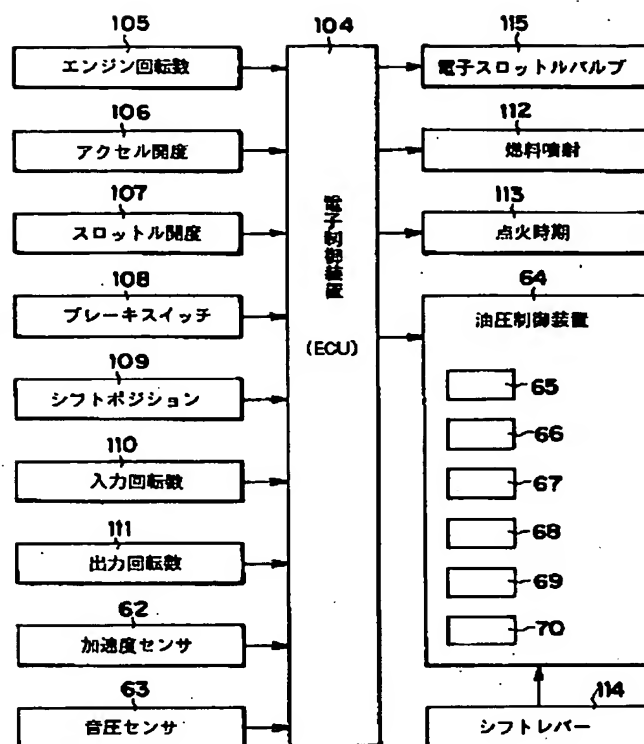 105
エンジン回転数
106
アクセル開度
107
スロットル開度
108
ブレーキスイッチ
109
シフトポジション
110
入力回転数
111
出力回転数
62
加速度センサ
63
音圧センサ
104
電子制御装置
(ECU)
115
電子スロットルバルブ
112
燃料噴射
113
点火時期
64
油圧制御装置
65
66
67
68
69
70
114
シフトレバー